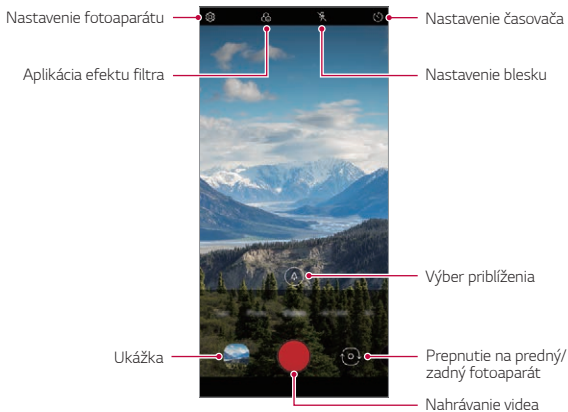 Nastavenie fotoaparátu
Nastavenie časovača
Aplikácia efektu filtra
Nastavenie blesku
Výber priblíženia
Ukážka
Prepnutie na predný/
zadný fotoaparát
Nahrávanie videa